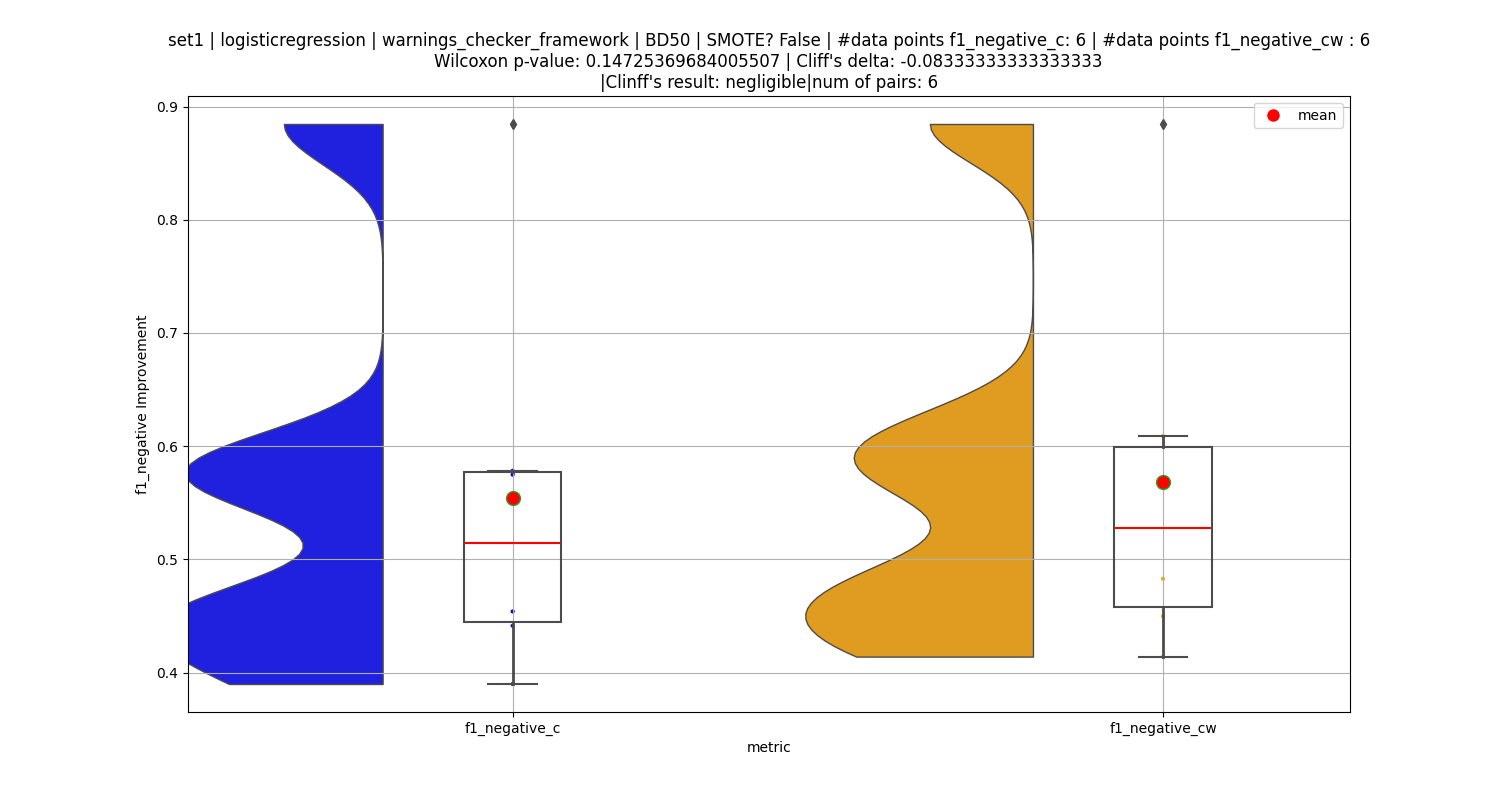 set1 | logisticregression | warnings_checker_framework | BD50 | SMOTE? False | #data points f1_negative_c: 6 | #data points f1_negative_cw : 6
Wilcoxon p-value: 0.14725369684005507 | Cliff's delta: -0.08333333333333333
|Clinff's result: negligible|num of pairs: 6
mean
0.9
0.8
0.7
0.6
0.5
0.4
f1_negative Improvement
f1_negative_c
f1_negative_cw
metric